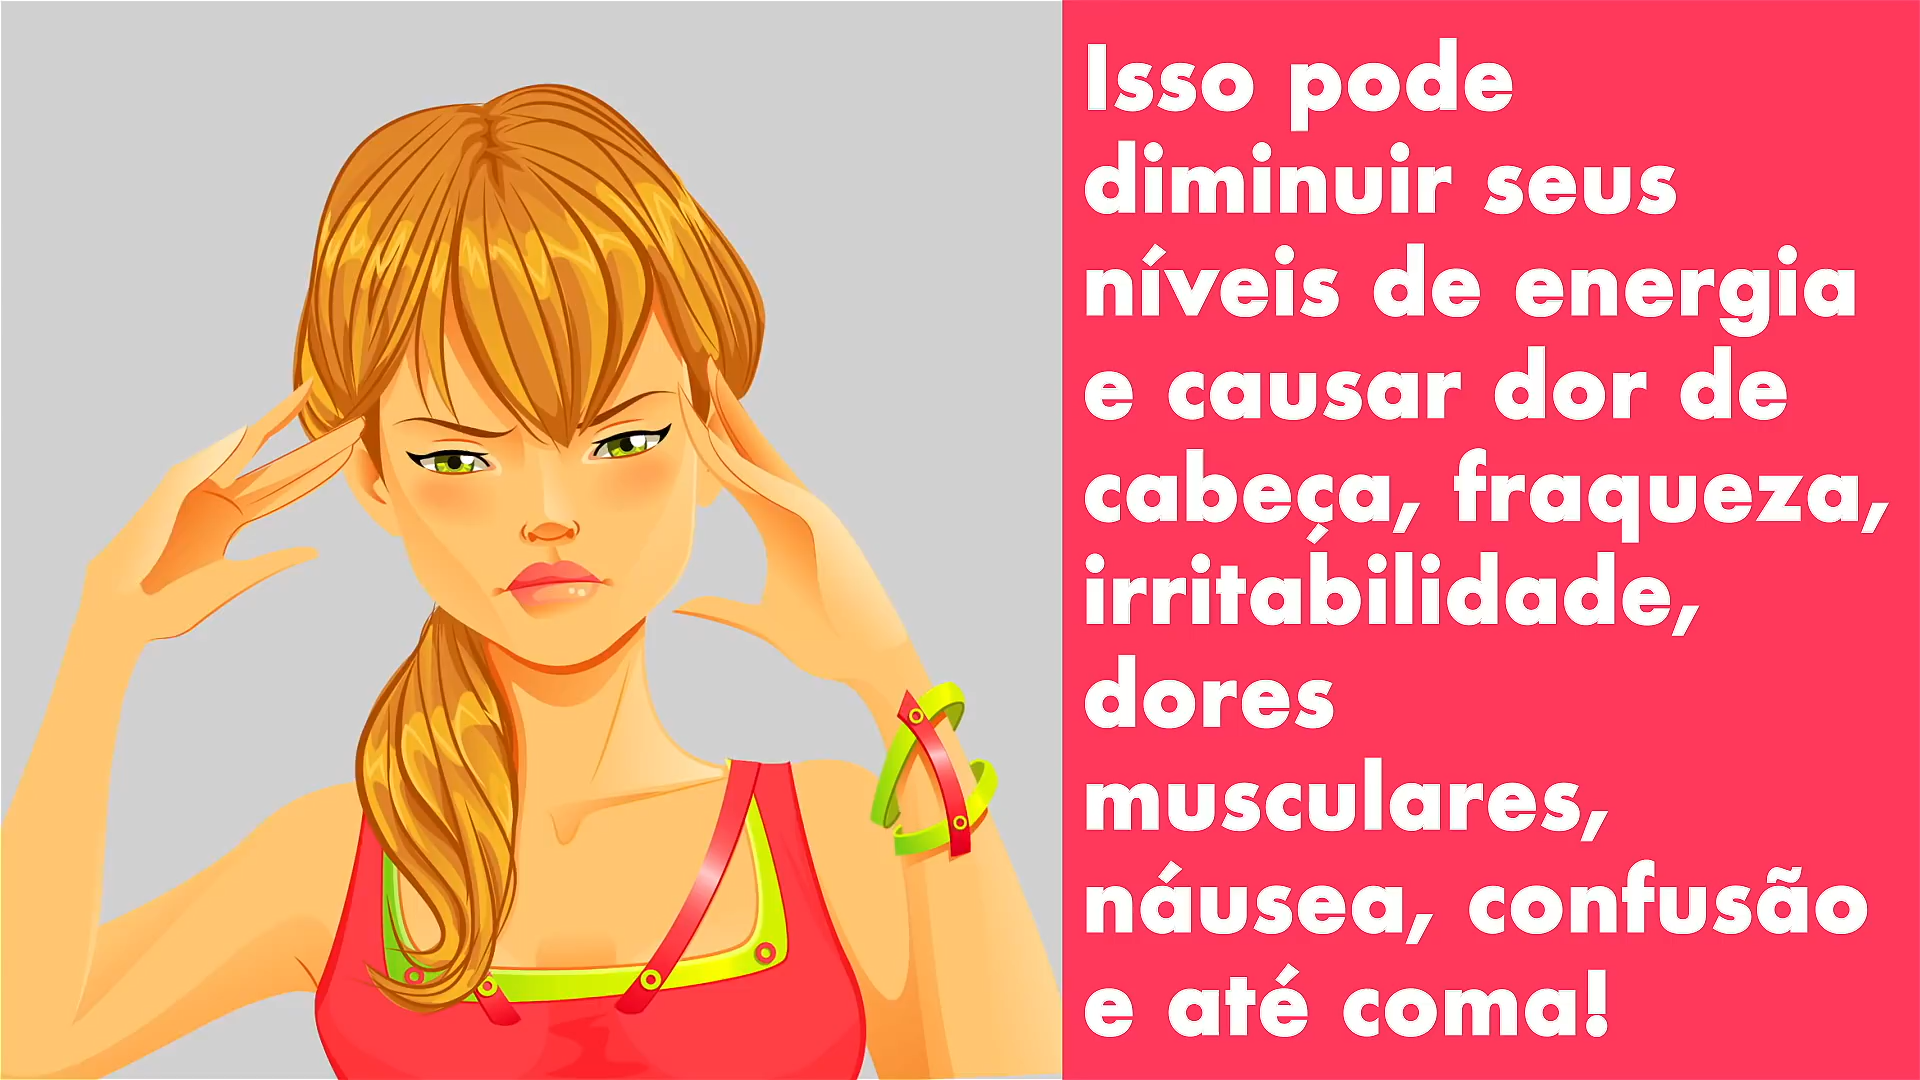 Isso pode
diminuir seus
níveis de energia
e causar dor de
cabeça, fraqueza,
irritabilidade,
dores
musculares,
náusea, confusão
e até coma!